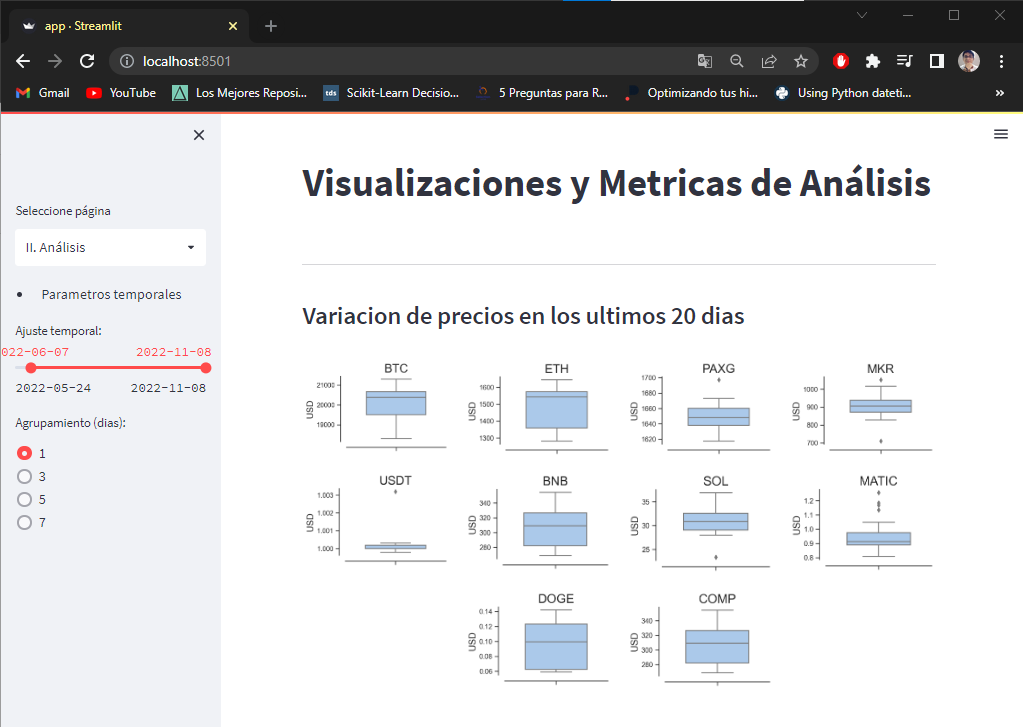 app · Streamlit
localhost:8501
Gmail YouTube Los Mejores Reposi... tds Scikit-Learn Decisio... 5 Preguntas para R... Optimizando tus hi... Using Python dateti... »
Seleccione página
II. Análisis
Parametros temporales
Ajuste temporal:
022-06-07 2022-11-08
2022-05-24 2022-11-08
Agrupamiento (dias):
1
3
5
7
Visualizaciones y Metricas de Análisis
Variacion de precios en los ultimos 20 dias
BTC
USD
21000
20000
19000
ETH
USD
1600
1500
1400
1300
PAXG
USD
1700
1680
1660
1640
1620
MKR
USD
1000
900
800
700
USDT
USD
1.003
1.002
1.001
1.000
BNB
USD
340
320
300
280
SOL
USD
35
30
25
MATIC
USD
1.2
1.1
1.0
0.9
0.8
DOGE
USD
0.14
0.12
0.10
0.08
0.06
COMP
USD
340
320
300
280